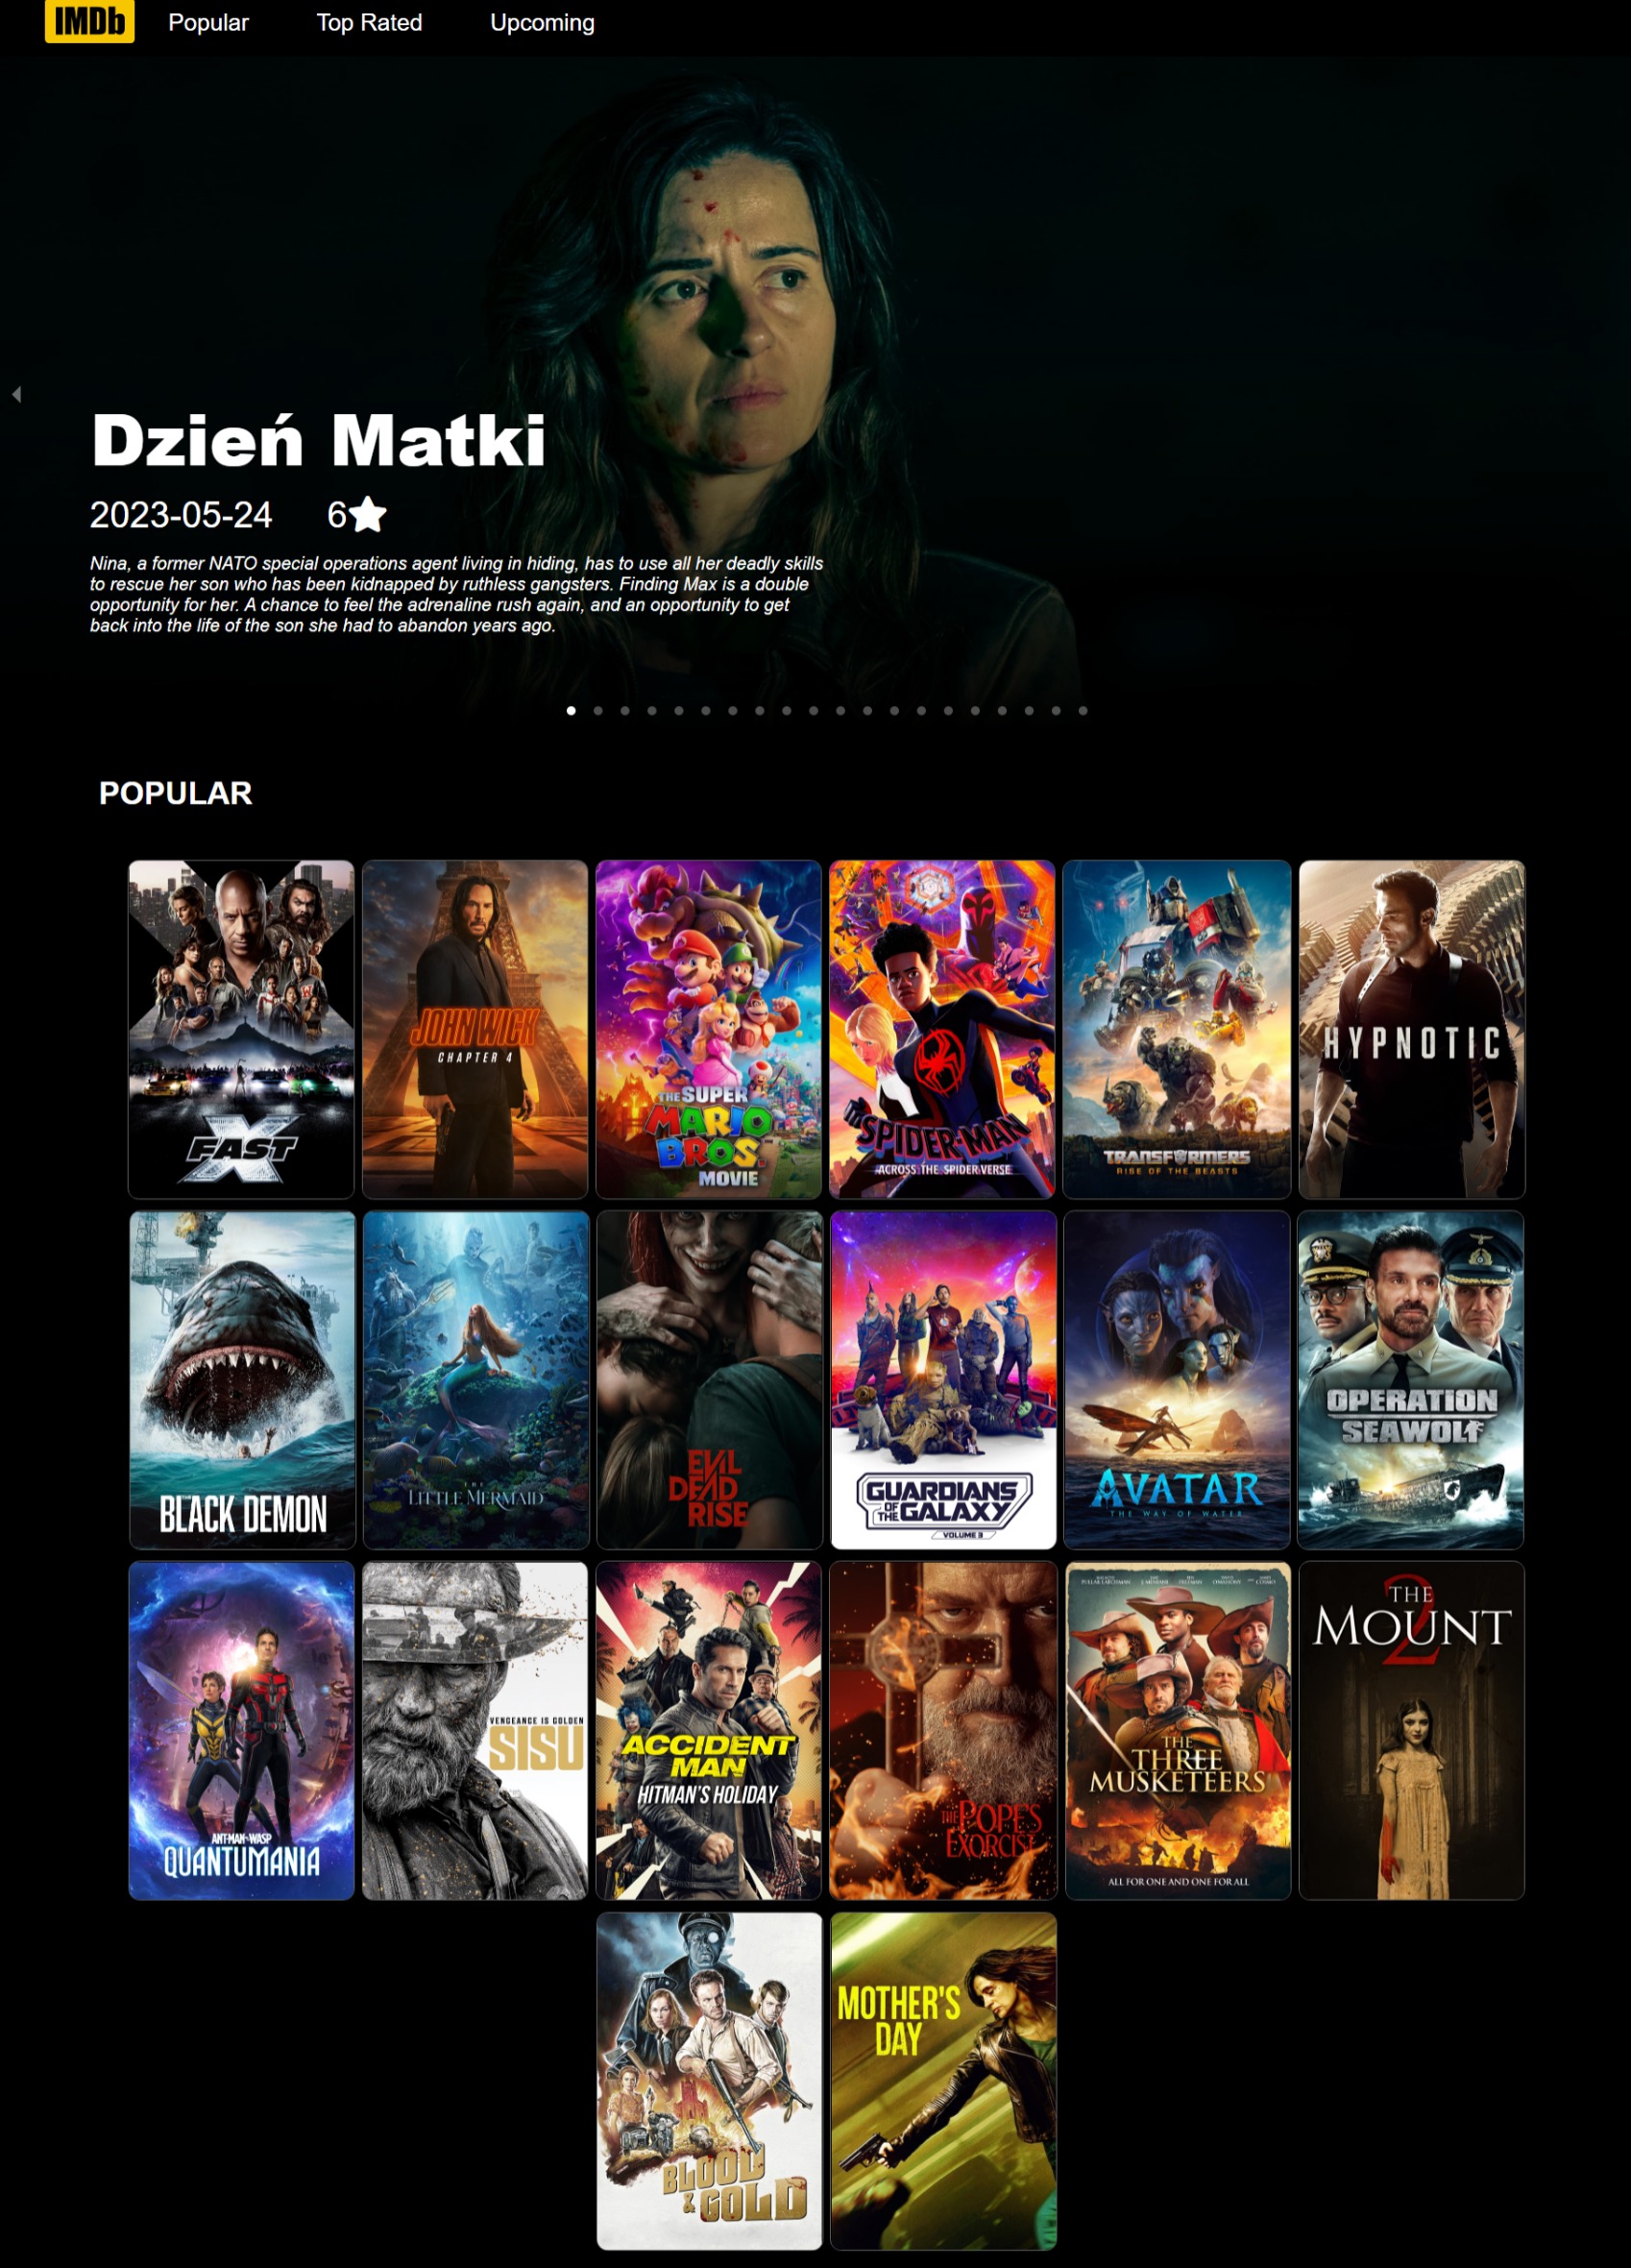 IMDb
Popular
Top Rated
Upcoming
Dzień Matki
2023-05-24
6
Nina, a former NATO special operations agent living in hiding, has to use all her deadly skills
to rescue her son who has been kidnapped by ruthless gangsters. Finding Max is a double
opportunity for her. A chance to feel the adrenaline rush again, and an opportunity to get
back into the life of the son she had to abandon years ago.
POPULAR
FAST
X
JOHN WICK
CHAPTER 4
THE SUPER
MARIO
BROS.
MOVIE
SPIDER-MAN
ACROSS THE SPIDER-VERSE
TRANSFORMERS
RISE OF THE BEASTS
HYPNOTIC
BLACK DEMON
THE
LITTLE MERMAID
EVIL
DEAD
RISE
GUARDIANS
OF THE GALAXY
VOLUME 3
AVATAR
THE WAY OF WATER
OPERATION
SEAWOLF
ANT-MAN AND THE WASP
QUANTUMANIA
VENGEANCE IS GOLDEN
SISU
ACCIDENT
MAN
HITMAN'S HOLIDAY
THE POPE'S
EXORCIST
THE
THREE
MUSKETEERS
ALL FOR ONE AND ONE FOR ALL
THE
MOUNT
2
BLOOD
& GOLD
MOTHER'S
DAY